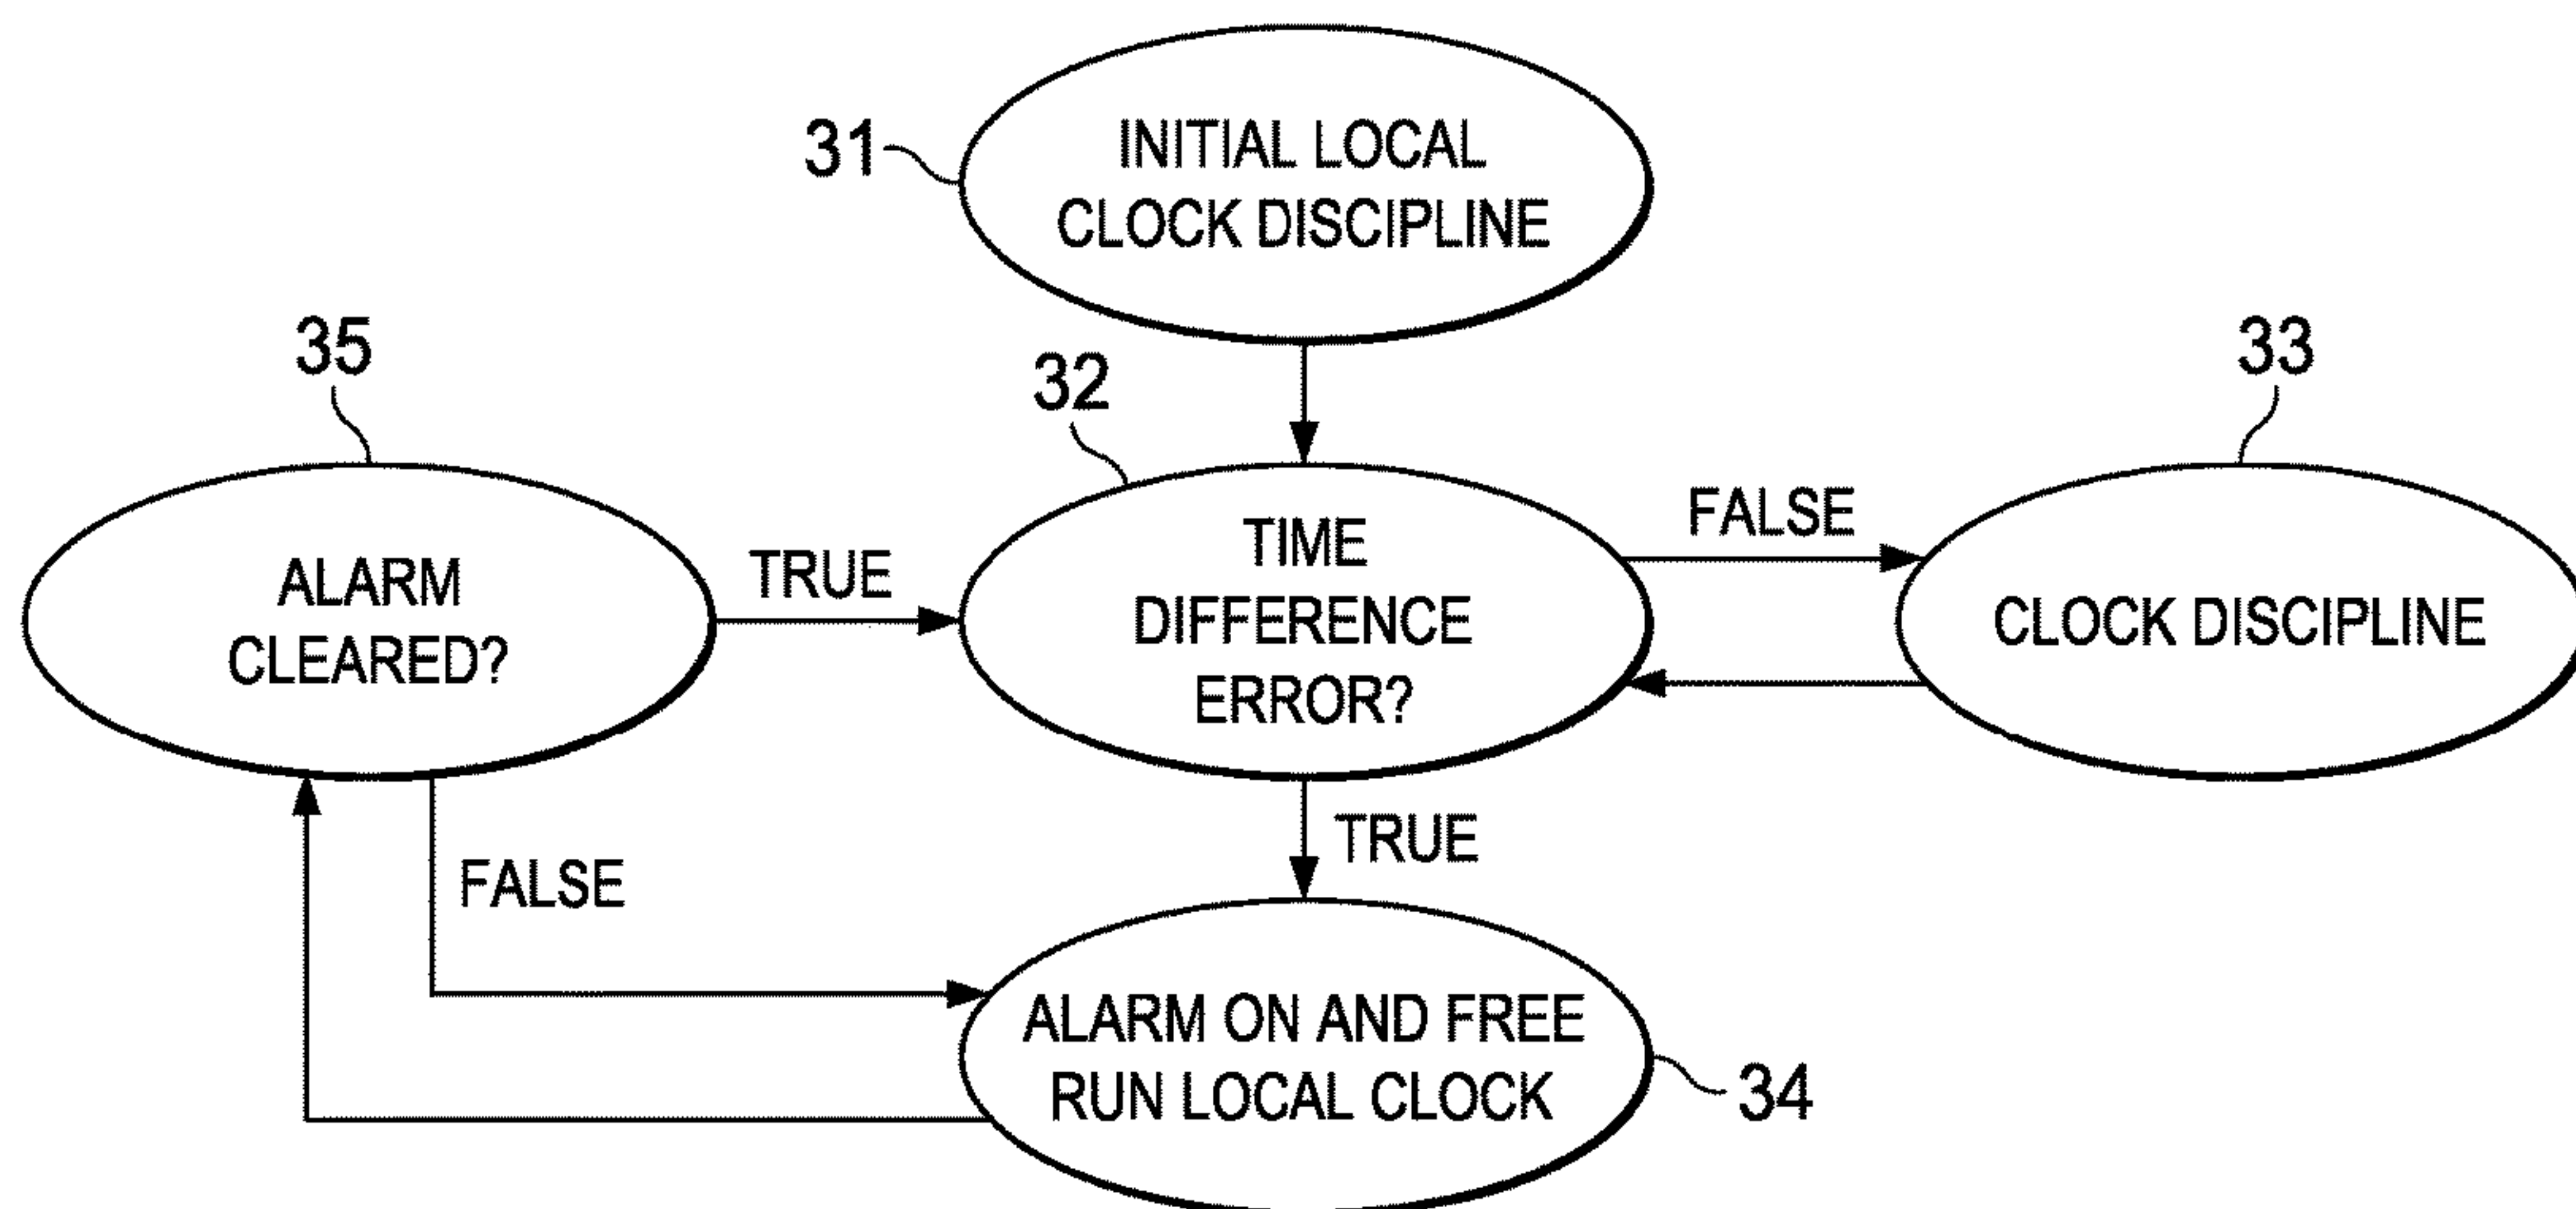 31
INITIAL LOCAL
CLOCK DISCIPLINE
35
32
33
ALARM
CLEARED?
TRUE
TIME
DIFFERENCE
ERROR?
FALSE
CLOCK DISCIPLINE
FALSE
TRUE
ALARM ON AND FREE
RUN LOCAL CLOCK
34